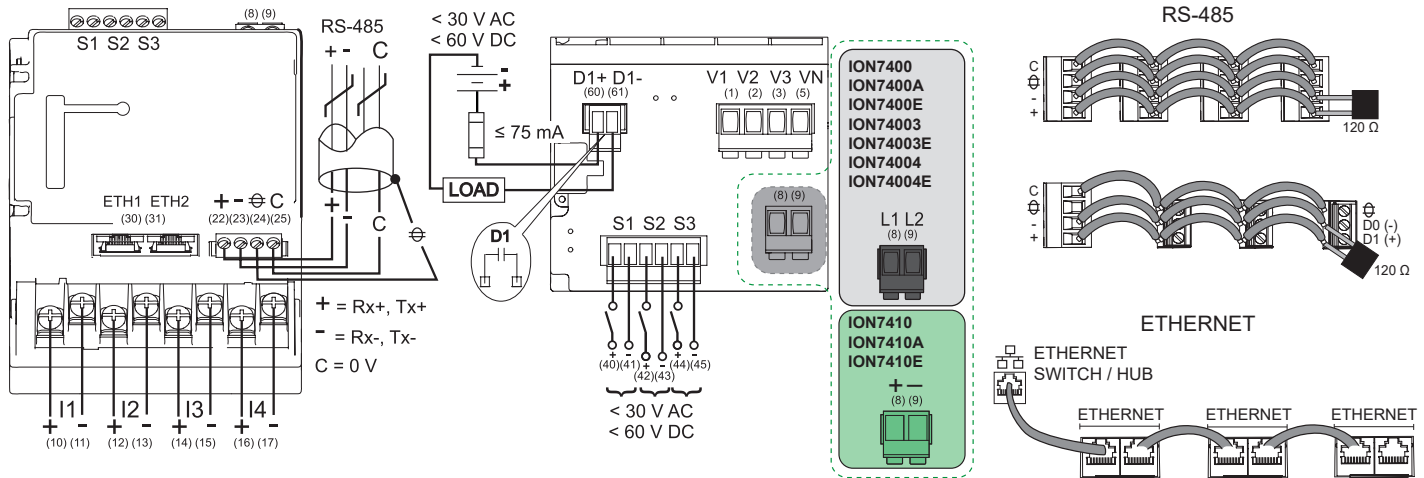 (8) (9)
S1 S2 S3
RS-485
+ - C
ETH1 ETH2
(30) (31)
+ - ⏀ C
(22)(23)(24)(25)
+
-
C
⏀
+ = Rx+, Tx+
- = Rx-, Tx-
C = 0 V
I1 I2 I3 I4
+ - + - + - + -
(10) (11) (12) (13) (14) (15) (16) (17)
< 30 V AC
< 60 V DC
-
+
≤ 75 mA
LOAD
D1
D1+ D1-
(60) (61)
V1 V2 V3 VN
(1) (2) (3) (5)
(8) (9)
S1 S2 S3
+ - + - + -
(40)(41) (42)(43) (44)(45)
< 30 V AC
< 60 V DC
ION7400
ION7400A
ION7400E
ION74003
ION74003E
ION74004
ION74004E
L1 L2
(8) (9)
ION7410
ION7410A
ION7410E
+ −
(8) (9)
RS-485
C
⏀
-
+
120 Ω
C
⏀
-
+
⏀
D0 (-)
D1 (+)
120 Ω
ETHERNET
ETHERNET
SWITCH / HUB
ETHERNET ETHERNET ETHERNET